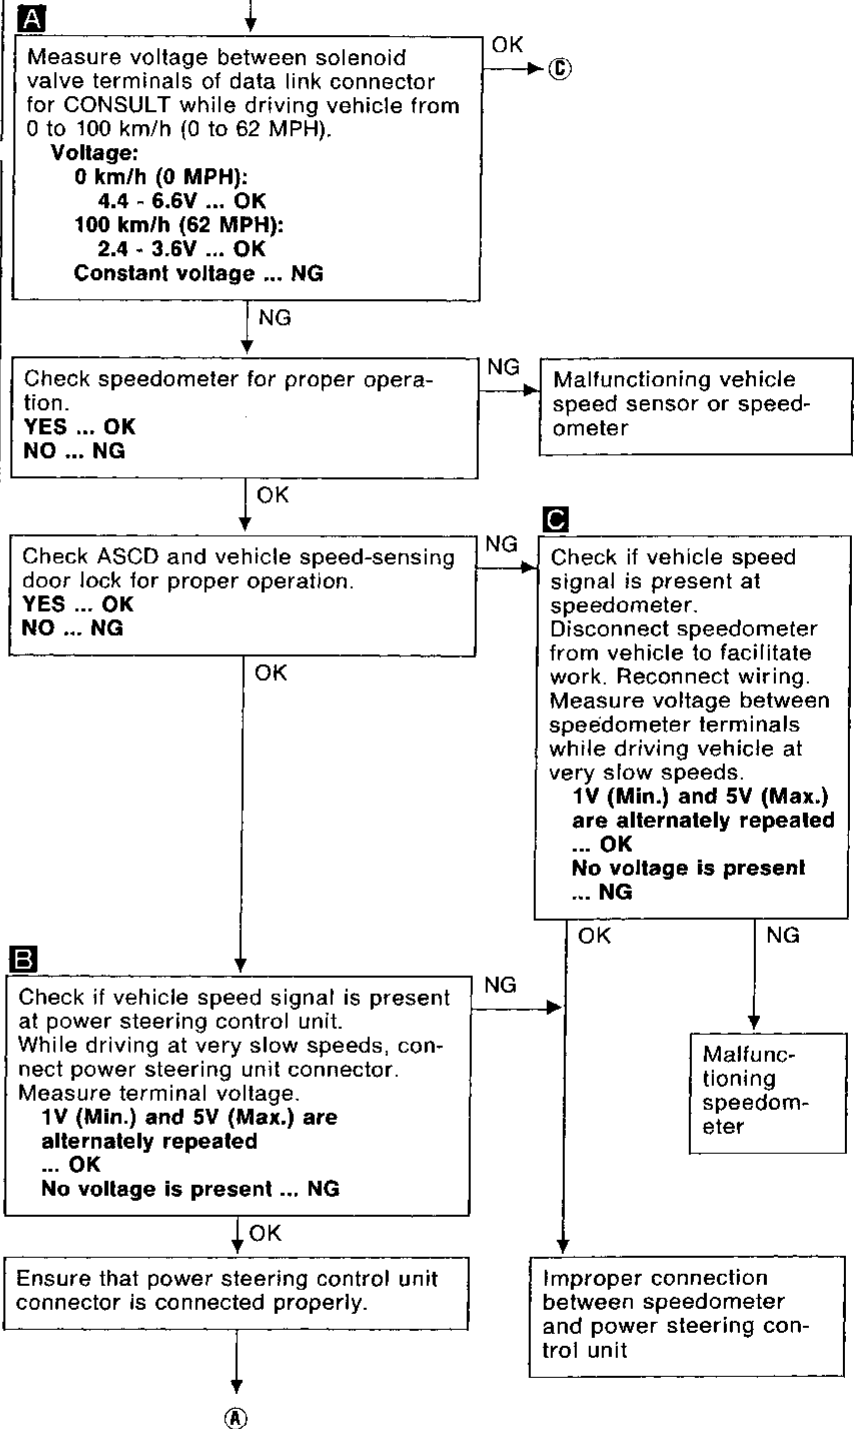 A
Measure voltage between solenoid
valve terminals of data link connector
for CONSULT while driving vehicle from
0 to 100 km/h (0 to 62 MPH).
Voltage:
0 km/h (0 MPH):
4.4 - 6.6V ... OK
100 km/h (62 MPH):
2.4 - 3.6V ... OK
Constant voltage ... NG
OK
C
NG
Check speedometer for proper opera-
tion.
YES ... OK
NO ... NG
NG
Malfunctioning vehicle
speed sensor or speed-
ometer
OK
Check ASCD and vehicle speed-sensing
door lock for proper operation.
YES ... OK
NO ... NG
NG
C
Check if vehicle speed
signal is present at
speedometer.
Disconnect speedometer
from vehicle to facilitate
work. Reconnect wiring.
Measure voltage between
speedometer terminals
while driving vehicle at
very slow speeds.
1V (Min.) and 5V (Max.)
are alternately repeated
... OK
No voltage is present
... NG
OK
OK
NG
B
Check if vehicle speed signal is present
at power steering control unit.
While driving at very slow speeds, con-
nect power steering unit connector.
Measure terminal voltage.
1V (Min.) and 5V (Max.) are
alternately repeated
... OK
No voltage is present ... NG
NG
Malfunc-
tioning
speedom-
eter
OK
Ensure that power steering control unit
connector is connected properly.
Improper connection
between speedometer
and power steering con-
trol unit
A